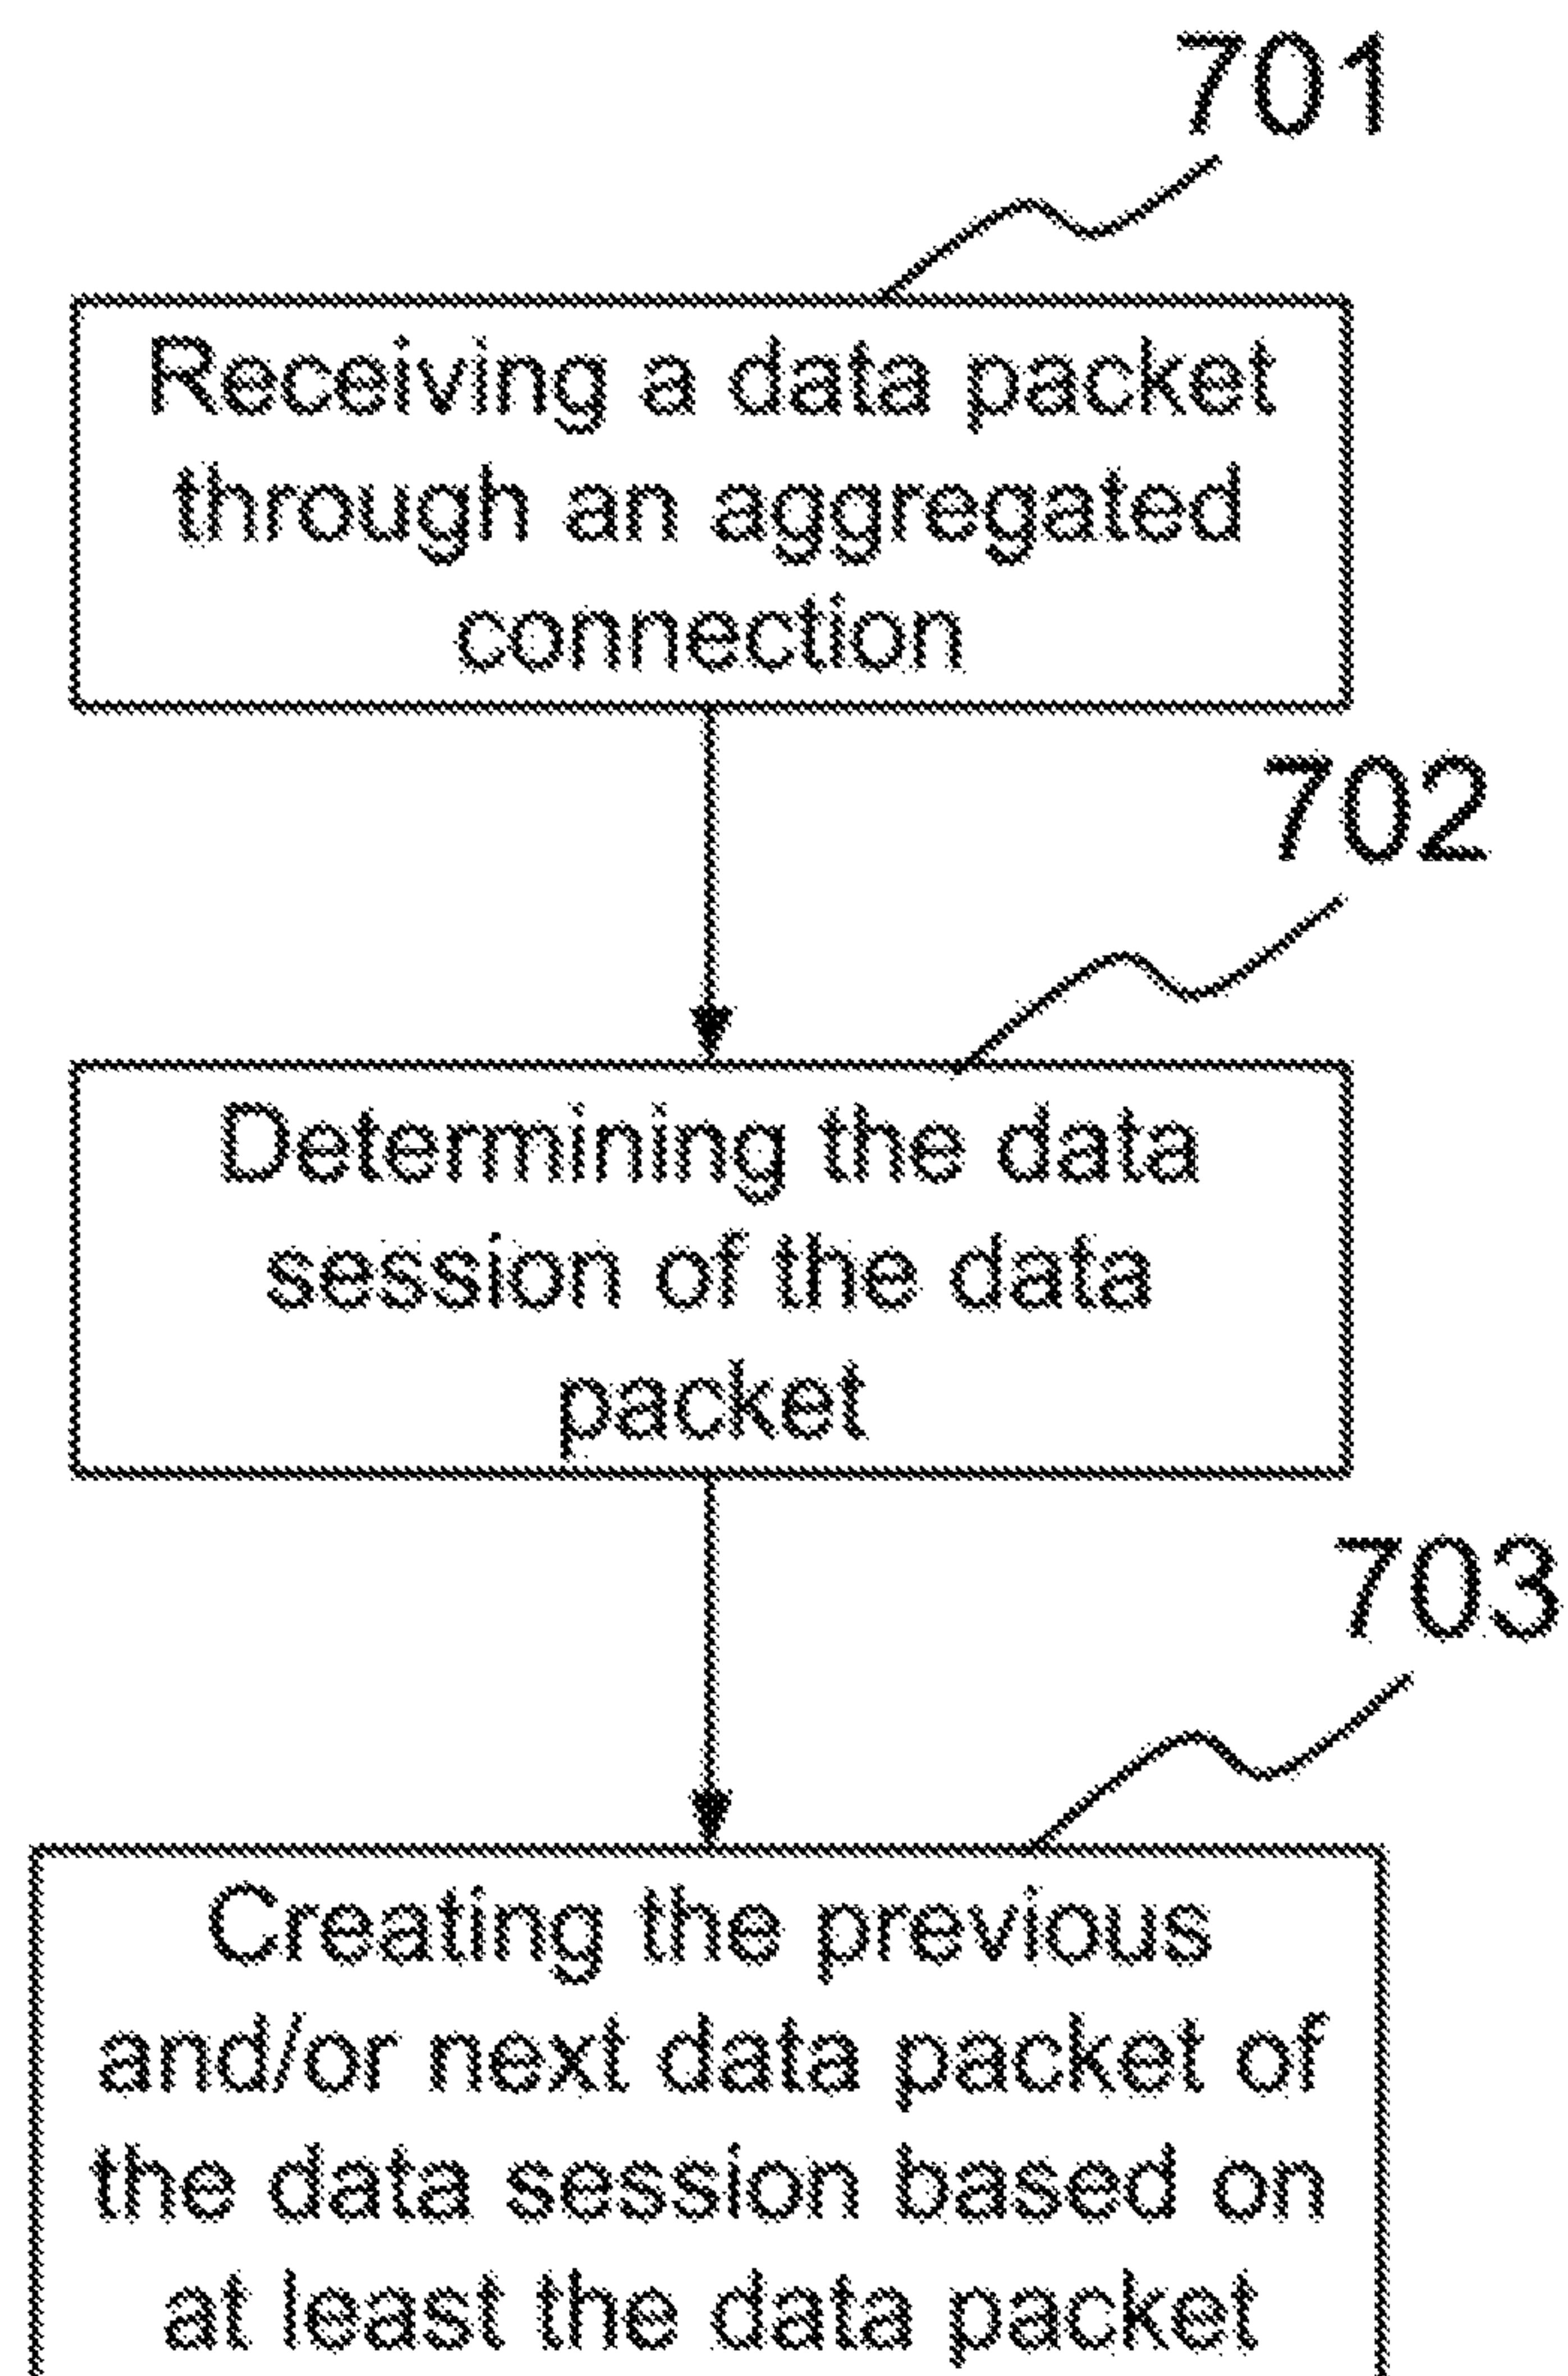 701
Receiving a data packet
through an aggregated
connection
702
Determining the data
session of the data
packet
703
Creating the previous
and/or next data packet of
the data session based on
at least the data packet